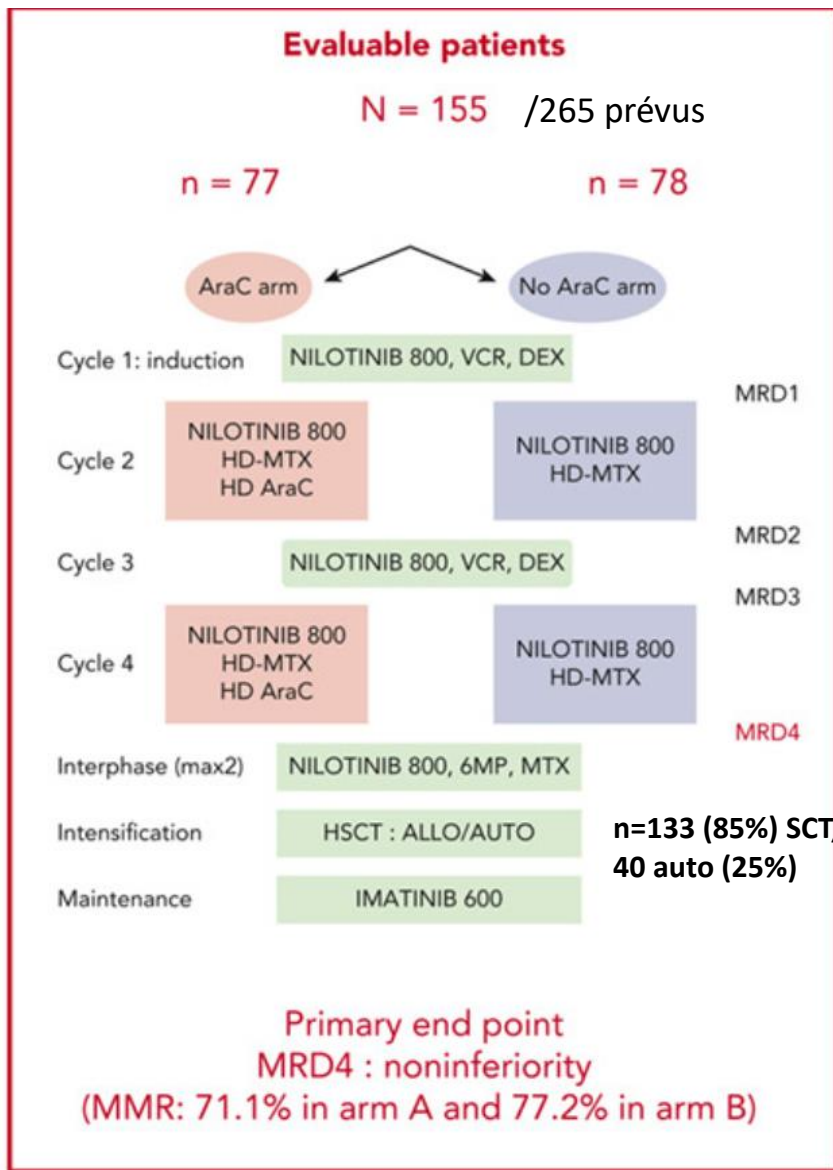 Evaluable patients
N = 155 /265 prévus
n = 77 n = 78
AraC arm No AraC arm
Cycle 1: induction NILOTINIB 800, VCR, DEX
MRD1
Cycle 2
NILOTINIB 800
HD-MTX
HD AraC
NILOTINIB 800
HD-MTX
MRD2
Cycle 3 NILOTINIB 800, VCR, DEX
MRD3
Cycle 4
NILOTINIB 800
HD-MTX
HD AraC
NILOTINIB 800
HD-MTX
MRD4
Interphase (max2) NILOTINIB 800, 6MP, MTX
Intensification HSCT : ALLO/AUTO
n=133 (85%) SCT,
40 auto (25%)
Maintenance IMATINIB 600
Primary end point
MRD4 : noninferiority
(MMR: 71.1% in arm A and 77.2% in arm B)